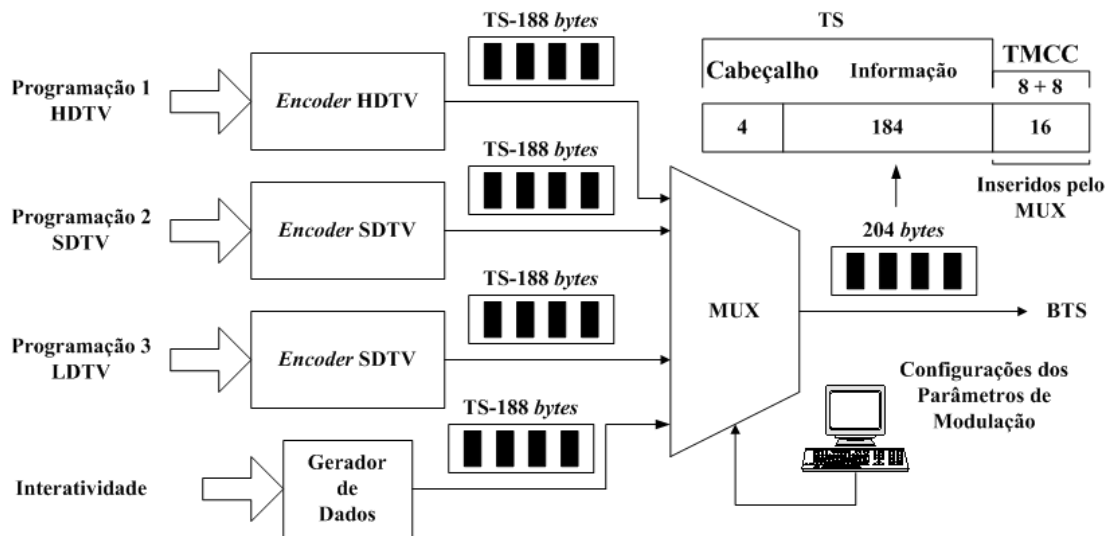 TS-188 bytes
TS
Cabeçalho
Informação
TMCC
8 + 8
4
184
16
Inseridos pelo
MUX
Programação 1
HDTV
Encoder HDTV
TS-188 bytes
Programação 2
SDTV
Encoder SDTV
204 bytes
TS-188 bytes
MUX
BTS
Programação 3
LDTV
Encoder SDTV
Configurações dos
Parâmetros de
Modulação
TS-188 bytes
Interatividade
Gerador
de
Dados